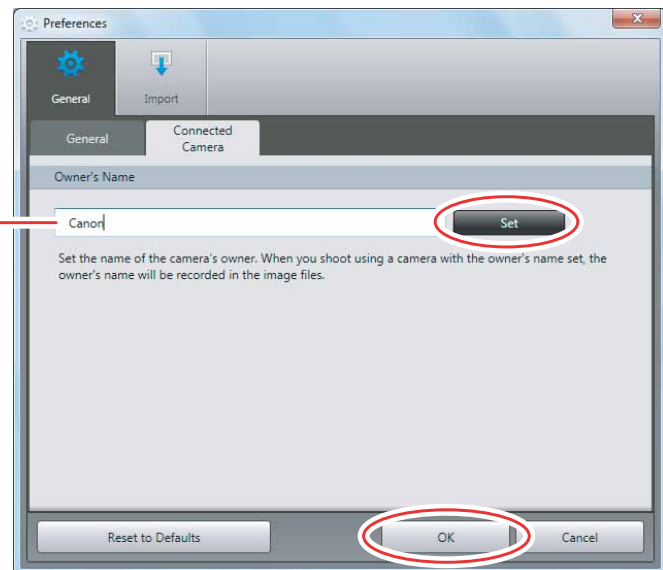 Preferences
General
Import
General
Connected
Camera
Owner's Name
Canon
Set
Set the name of the camera's owner. When you shoot using a camera with the owner's name set, the
owner's name will be recorded in the image files.
Reset to Defaults
OK
Cancel